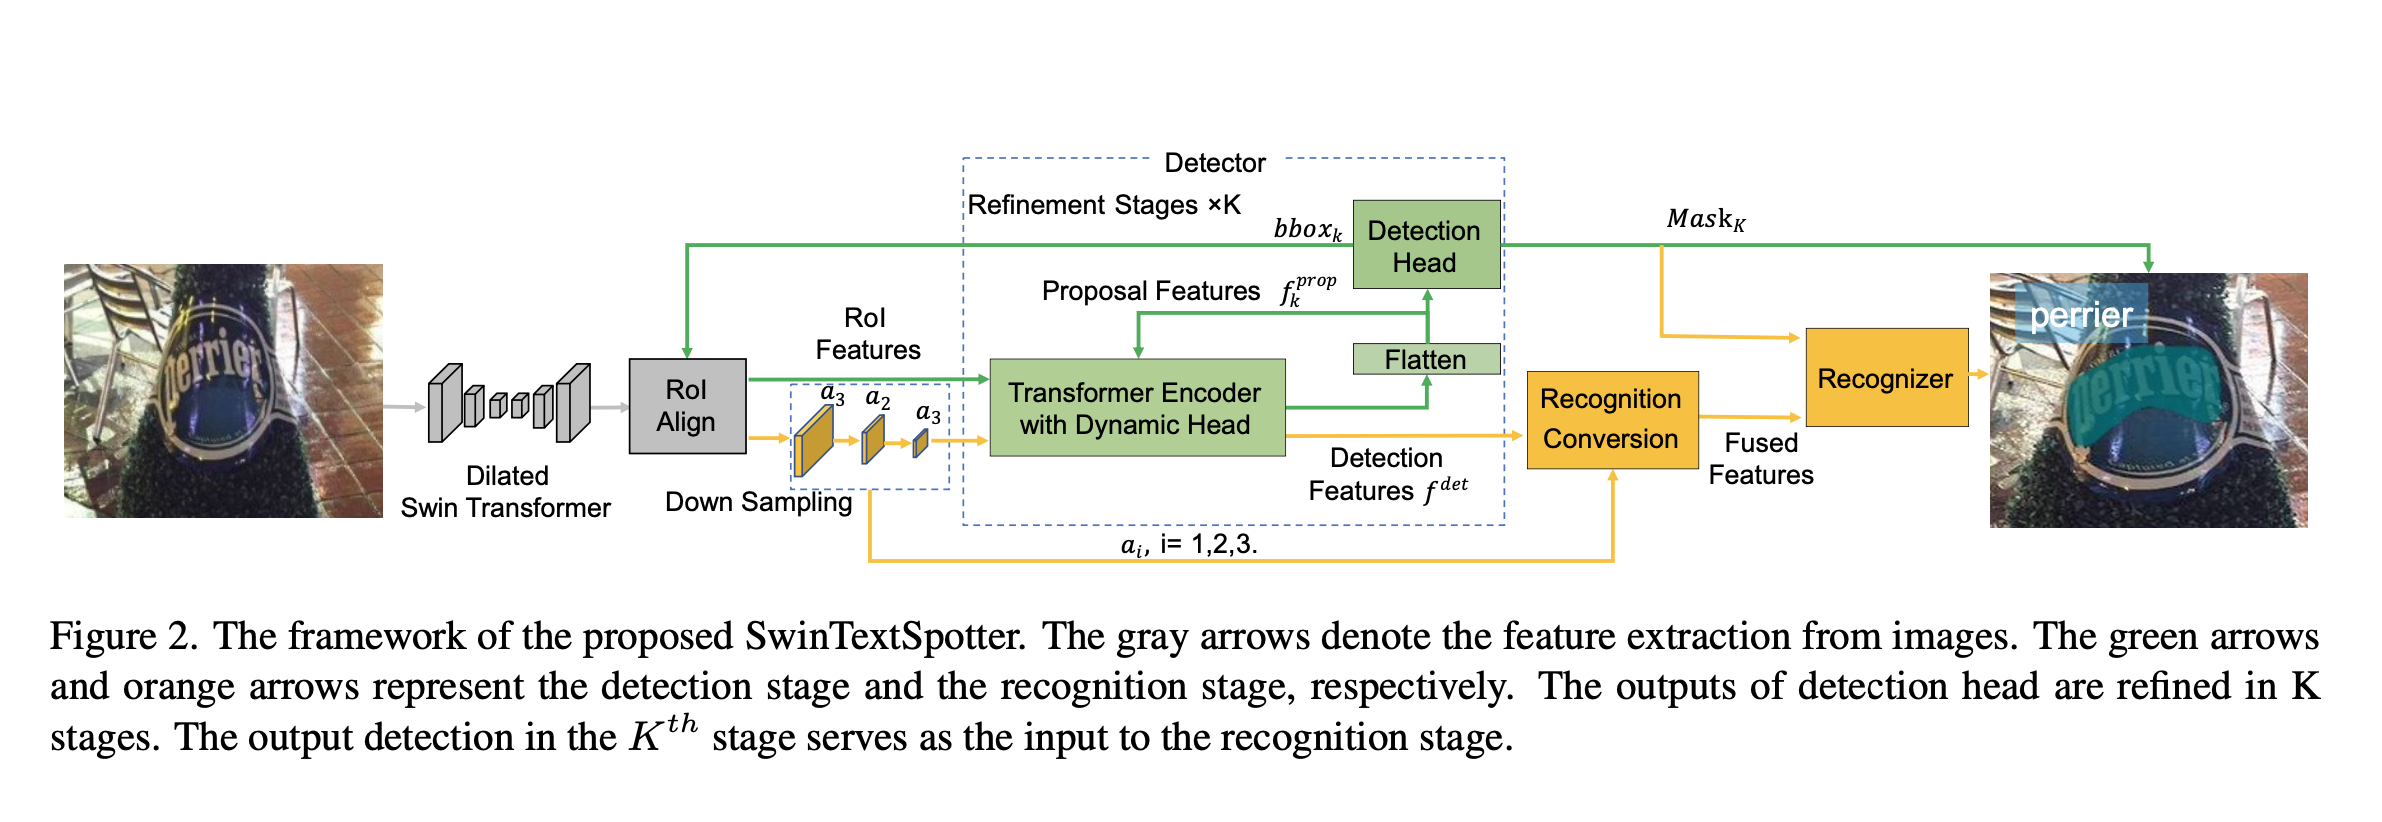 Detector
Refinement Stages ×K
bbox_k
Detection
Head
Mask_K
Proposal Features f_k^prop
RoI
Features
Flatten
perrier
perrier
perrier
RoI
Align
a_3
a_2
a_3
Transformer Encoder
with Dynamic Head
Recognition
Conversion
Recognizer
Fused
Features
Dilated
Swin Transformer
Down Sampling
Detection
Features f^det
a_i, i= 1,2,3.
Figure 2. The framework of the proposed SwinTextSpotter. The gray arrows denote the feature extraction from images. The green arrows
and orange arrows represent the detection stage and the recognition stage, respectively. The outputs of detection head are refined in K
stages. The output detection in the K^th stage serves as the input to the recognition stage.